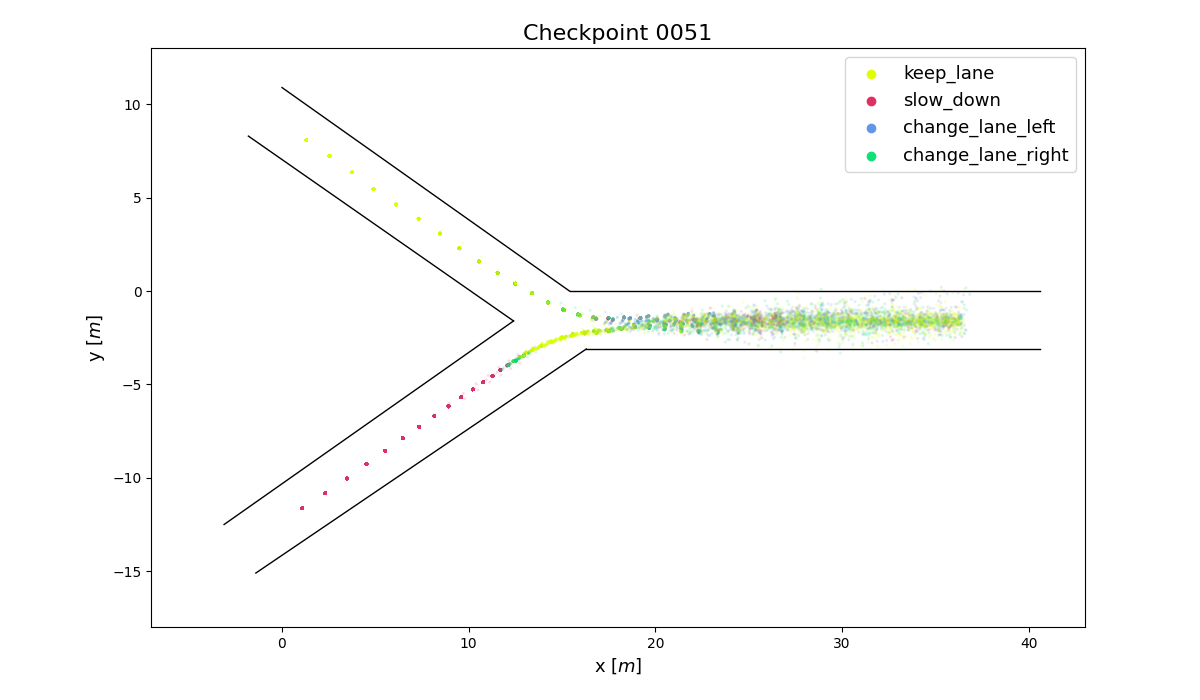 Checkpoint 0051
keep_lane
slow_down
change_lane_left
change_lane_right
10
5
0
−5
−10
−15
y [m]
0
10
20
30
40
x [m]